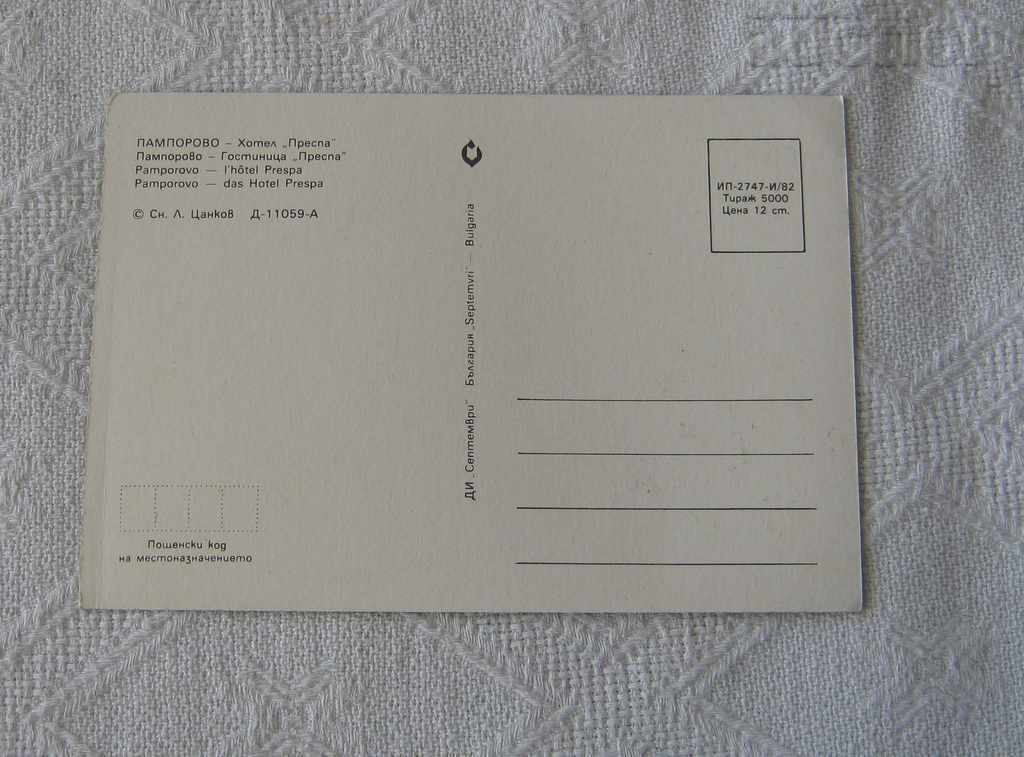 ПАМПОРОВО – Хотел „Преспа"
Пампорово – Гостиница „Преспа"
Pamporovo — l'hôtel Prespa
Pamporovo — das Hotel Prespa
© Сн. Л. Цанков Д-11059-А
ДИ „Септември" България „Septemvri" — Bulgaria
ИП-2747-И/82
Тираж 5000
Цена 12 ст.
Пощенски код
на местоназначението